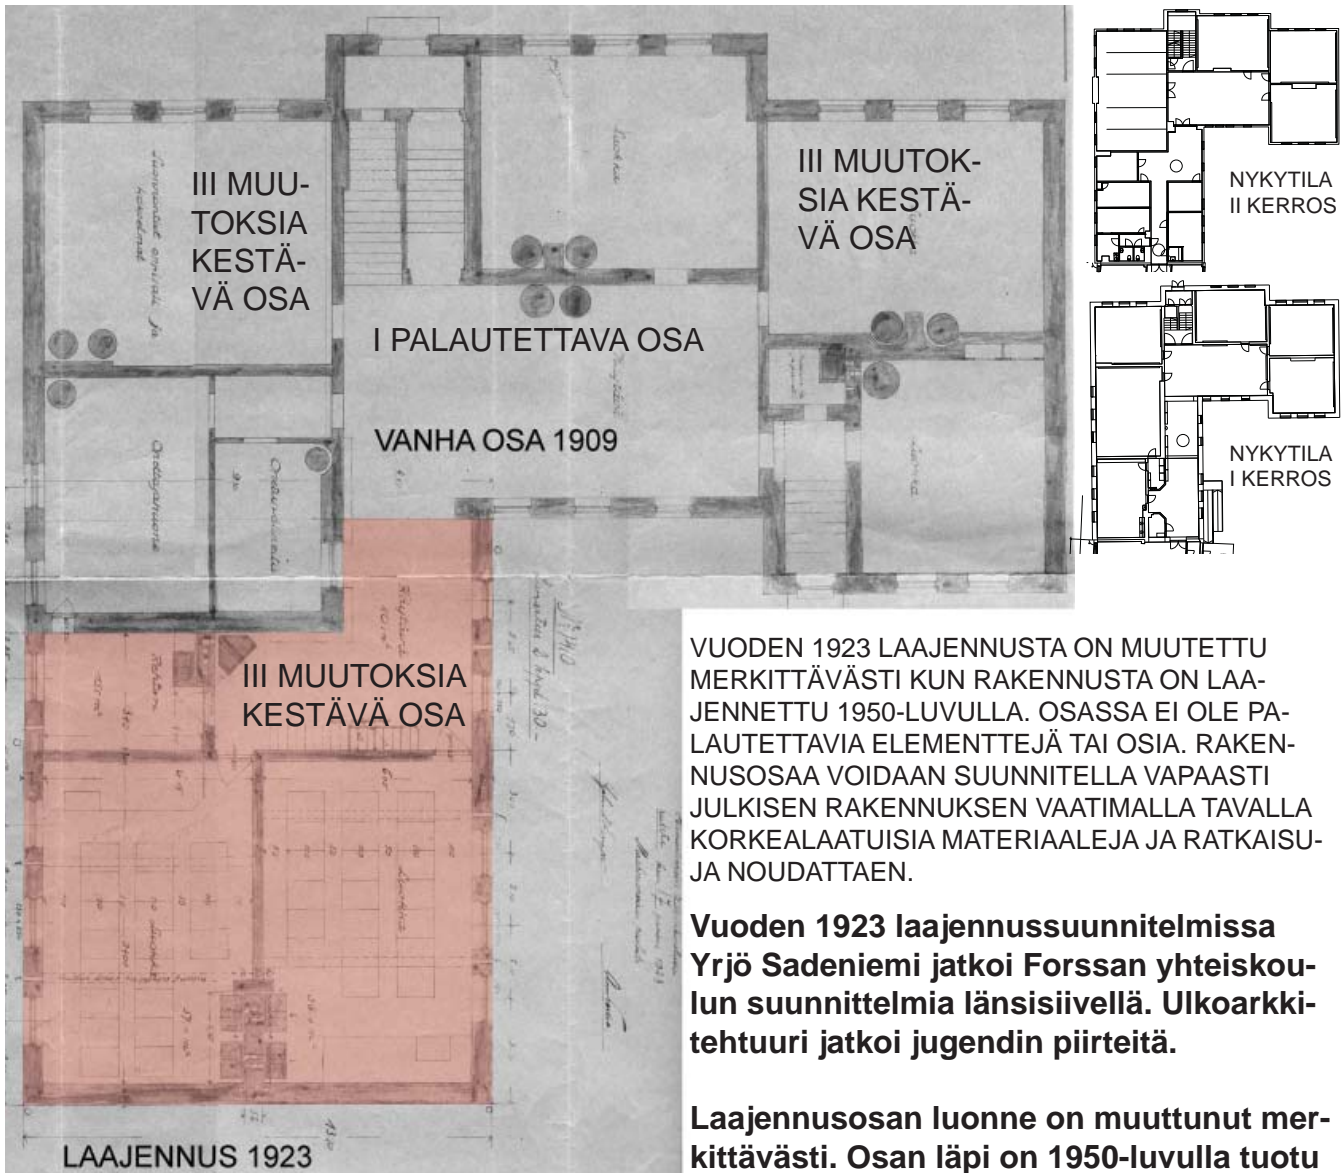 III MUU-
TOKSIA
KESTÄ-
VÄ OSA
III MUUTOK-
SIA KESTÄ-
VÄ OSA
I PALAUTETTAVA OSA
VANHA OSA 1909
III MUUTOKSIA
KESTÄVÄ OSA
LAAJENNUS 1923
NYKYTILA
II KERROS
NYKYTILA
I KERROS
VUODEN 1923 LAAJENNUSTA ON MUUTETTU
MERKITTÄVÄSTI KUN RAKENNUSTA ON LAA-
JENNETTU 1950-LUVULLA. OSASSA EI OLE PA-
LAUTETTAVIA ELEMENTTEJÄ TAI OSIA. RAKEN-
NUSOSAA VOIDAAN SUUNNITELLA VAPAASTI
JULKISEN RAKENNUKSEN VAATIMALLA TAVALLA
KORKEALAATUISIA MATERIAALEJA JA RATKAISU-
JA NOUDATTAEN.
Vuoden 1923 laajennussuunnitelmissa
Yrjö Sadeniemi jatkoi Forssan yhteiskou-
lun suunnittelmia länsisiivellä. Ulkoarkki-
tehtuuri jatkoi jugendin piirteitä.
Laajennusosan luonne on muuttunut mer-
kittävästi. Osan läpi on 1950-luvulla tuotu